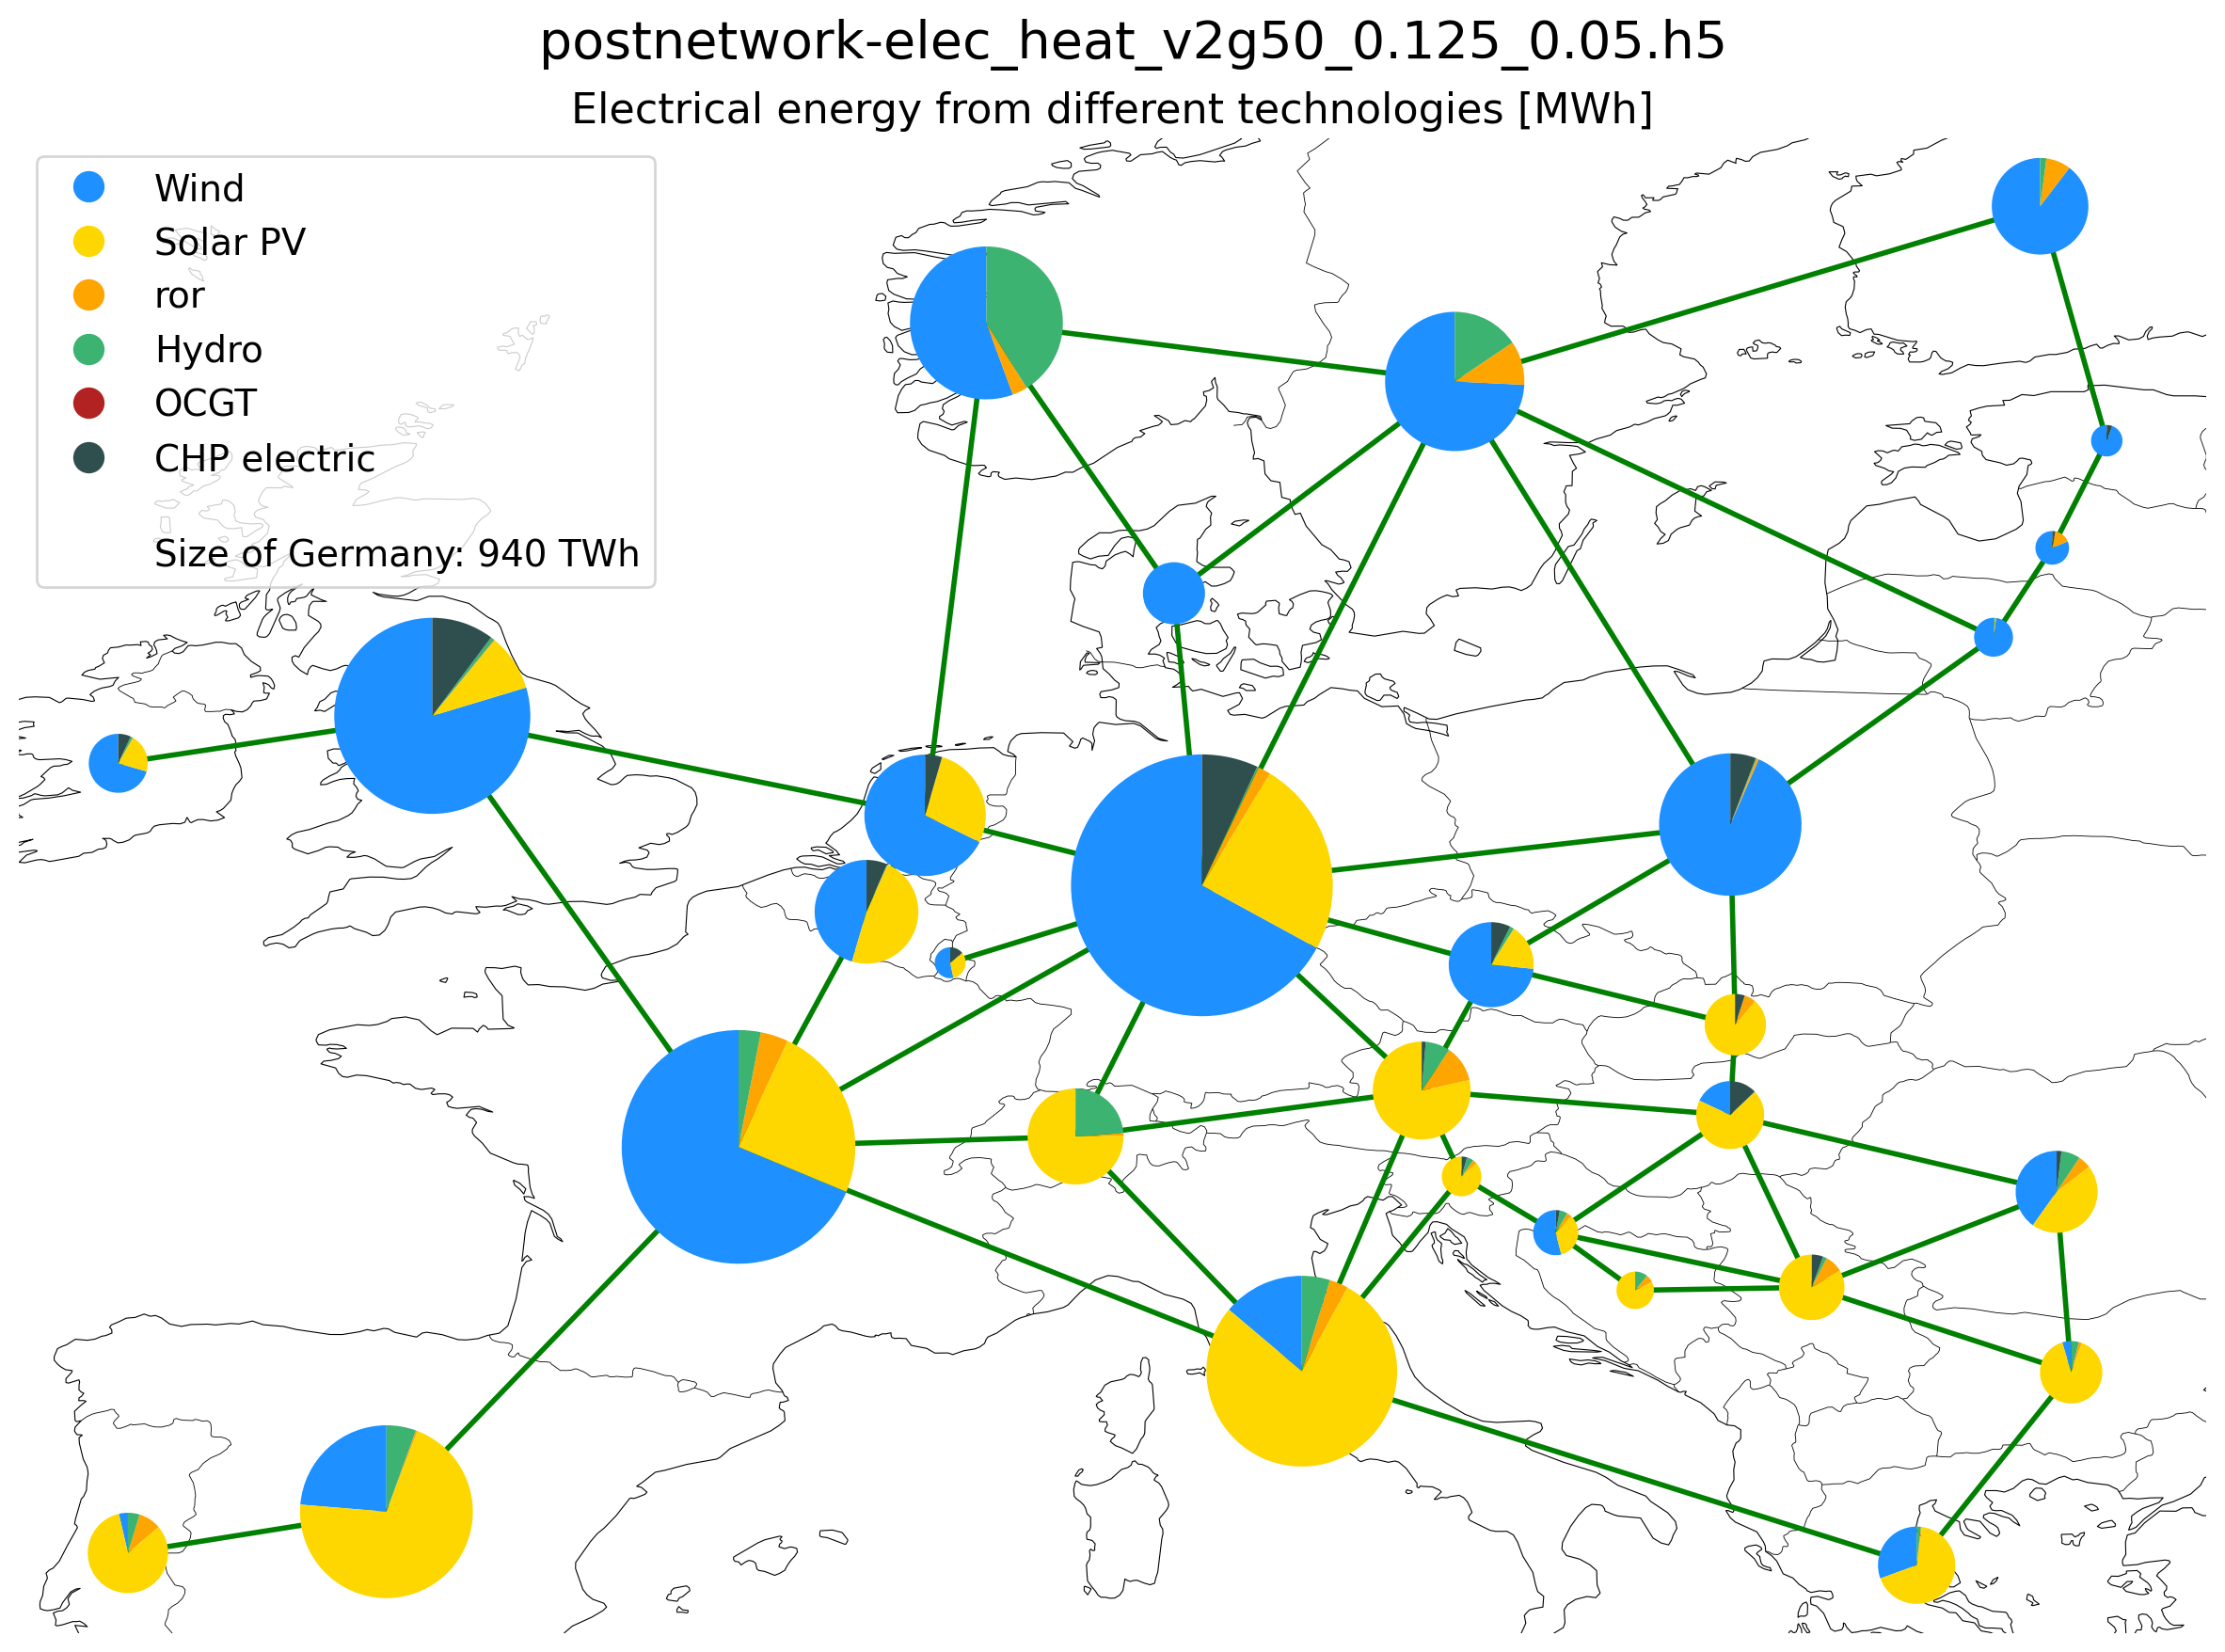 postnetwork-elec_heat_v2g50_0.125_0.05.h5
Electrical energy from different technologies [MWh]
Wind
Solar PV
ror
Hydro
OCGT
CHP electric
Size of Germany: 940 TWh